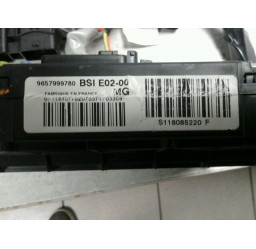 9657999780 BSI E02-00
FABRIQUE EN FRANCE MG
S118085220 F